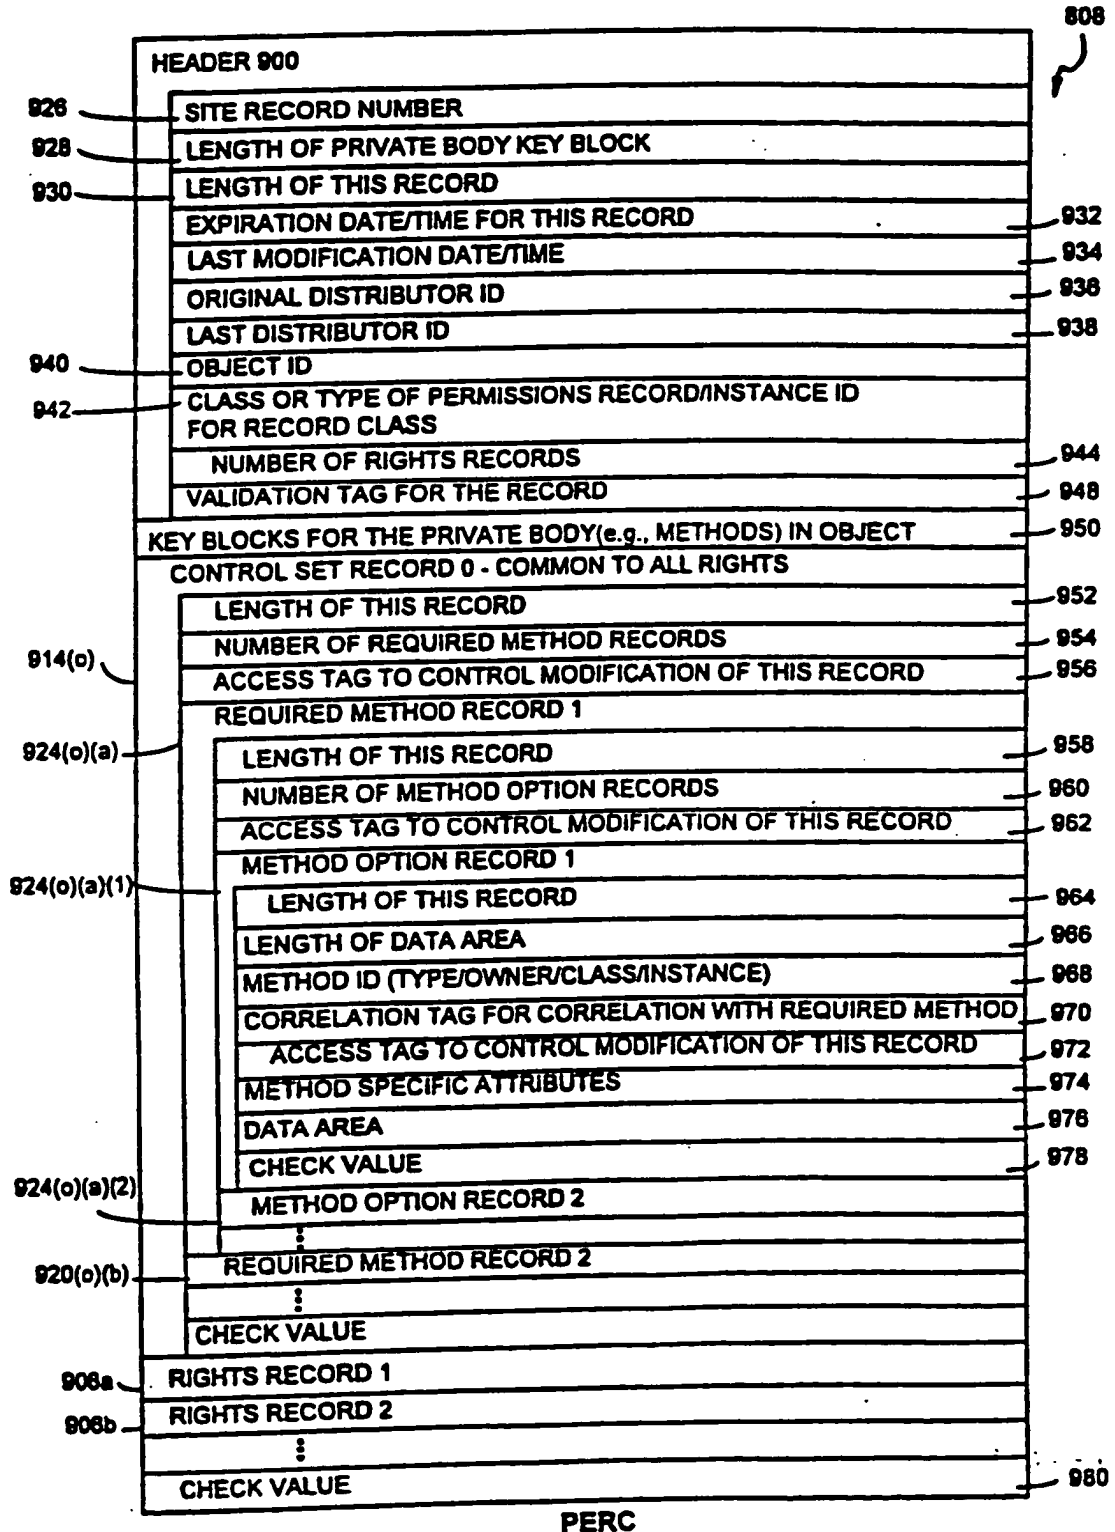 808
HEADER 900
926 SITE RECORD NUMBER
928 LENGTH OF PRIVATE BODY KEY BLOCK
930 LENGTH OF THIS RECORD
EXPIRATION DATE/TIME FOR THIS RECORD 932
LAST MODIFICATION DATE/TIME 934
ORIGINAL DISTRIBUTOR ID 936
LAST DISTRIBUTOR ID 938
940 OBJECT ID
942 CLASS OR TYPE OF PERMISSIONS RECORD/INSTANCE ID
FOR RECORD CLASS
NUMBER OF RIGHTS RECORDS 944
VALIDATION TAG FOR THE RECORD 948
KEY BLOCKS FOR THE PRIVATE BODY(e.g., METHODS) IN OBJECT 950
CONTROL SET RECORD 0 - COMMON TO ALL RIGHTS
LENGTH OF THIS RECORD 952
NUMBER OF REQUIRED METHOD RECORDS 954
914(o) ACCESS TAG TO CONTROL MODIFICATION OF THIS RECORD 956
REQUIRED METHOD RECORD 1
924(o)(a) LENGTH OF THIS RECORD 958
NUMBER OF METHOD OPTION RECORDS 960
ACCESS TAG TO CONTROL MODIFICATION OF THIS RECORD 962
METHOD OPTION RECORD 1
924(o)(a)(1) LENGTH OF THIS RECORD 964
LENGTH OF DATA AREA 966
METHOD ID (TYPE/OWNER/CLASS/INSTANCE) 968
CORRELATION TAG FOR CORRELATION WITH REQUIRED METHOD 970
ACCESS TAG TO CONTROL MODIFICATION OF THIS RECORD 972
METHOD SPECIFIC ATTRIBUTES 974
DATA AREA 976
CHECK VALUE 978
924(o)(a)(2) METHOD OPTION RECORD 2
920(o)(b) REQUIRED METHOD RECORD 2
CHECK VALUE
906a RIGHTS RECORD 1
906b RIGHTS RECORD 2
CHECK VALUE 980
PERC